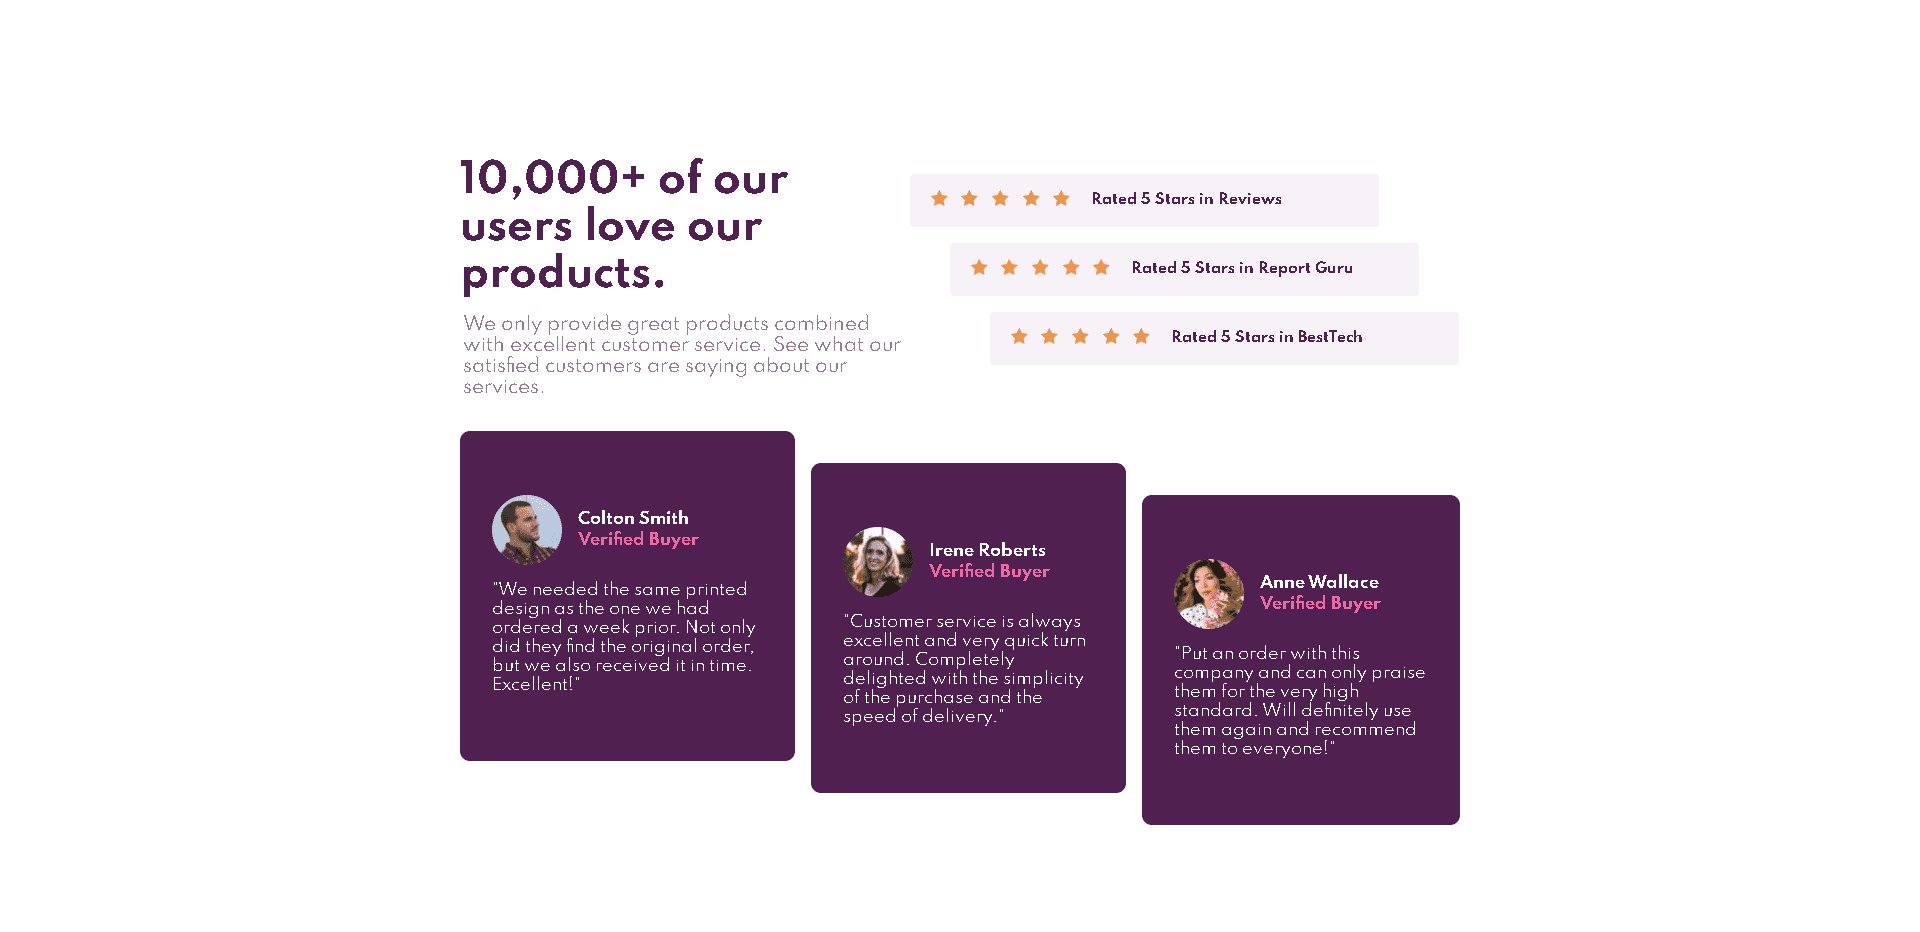 10,000+ of our
users love our
products.
We only provide great products combined
with excellent customer service. See what our
satisfied customers are saying about our
services.
Rated 5 Stars in Reviews
Rated 5 Stars in Report Guru
Rated 5 Stars in BestTech
Colton Smith
Verified Buyer
"We needed the same printed
design as the one we had
ordered a week prior. Not only
did they find the original order,
but we also received it in time.
Excellent!"
Irene Roberts
Verified Buyer
"Customer service is always
excellent and very quick turn
around. Completely
delighted with the simplicity
of the purchase and the
speed of delivery."
Anne Wallace
Verified Buyer
"Put an order with this
company and can only praise
them for the very high
standard. Will definitely use
them again and recommend
them to everyone!"